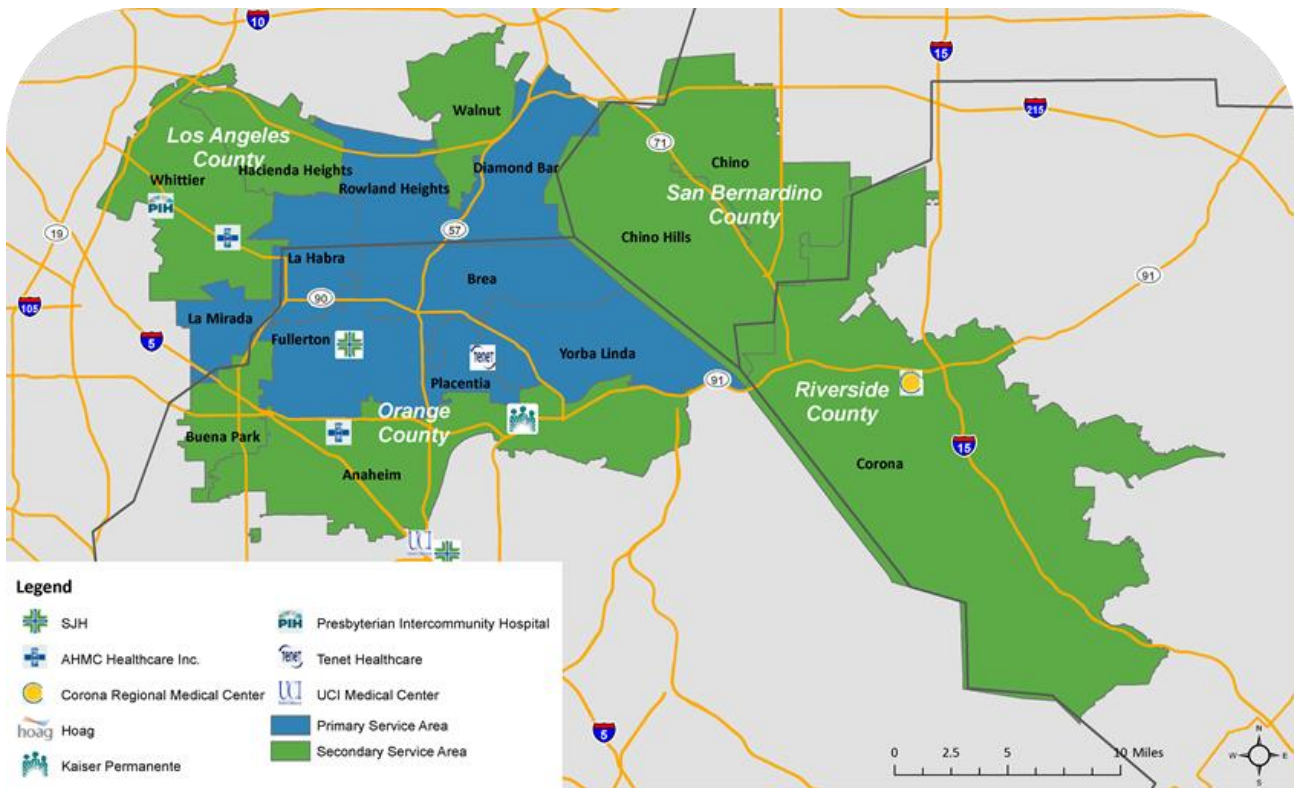 10
15
215
Walnut
Los Angeles
County
71
Chino
Hacienda Heights
Diamond Bar
Whittier
Rowland Heights
San Bernardino
County
PIH
19
57
Chino Hills
La Habra
Brea
91
90
105
La Mirada
5
Fullerton
Tenet
Yorba Linda
Placentia
91
Riverside
County
Orange
County
Buena Park
15
Corona
Anaheim
UCI
Legend
SJH
PIH
Presbyterian Intercommunity Hospital
AHMC Healthcare Inc.
Tenet
Tenet Healthcare
Corona Regional Medical Center
UCI
UCI Medical Center
hoag
Hoag
Primary Service Area
Kaiser Permanente
Secondary Service Area
5
0 2.5 5 10 Miles
N
W E
S